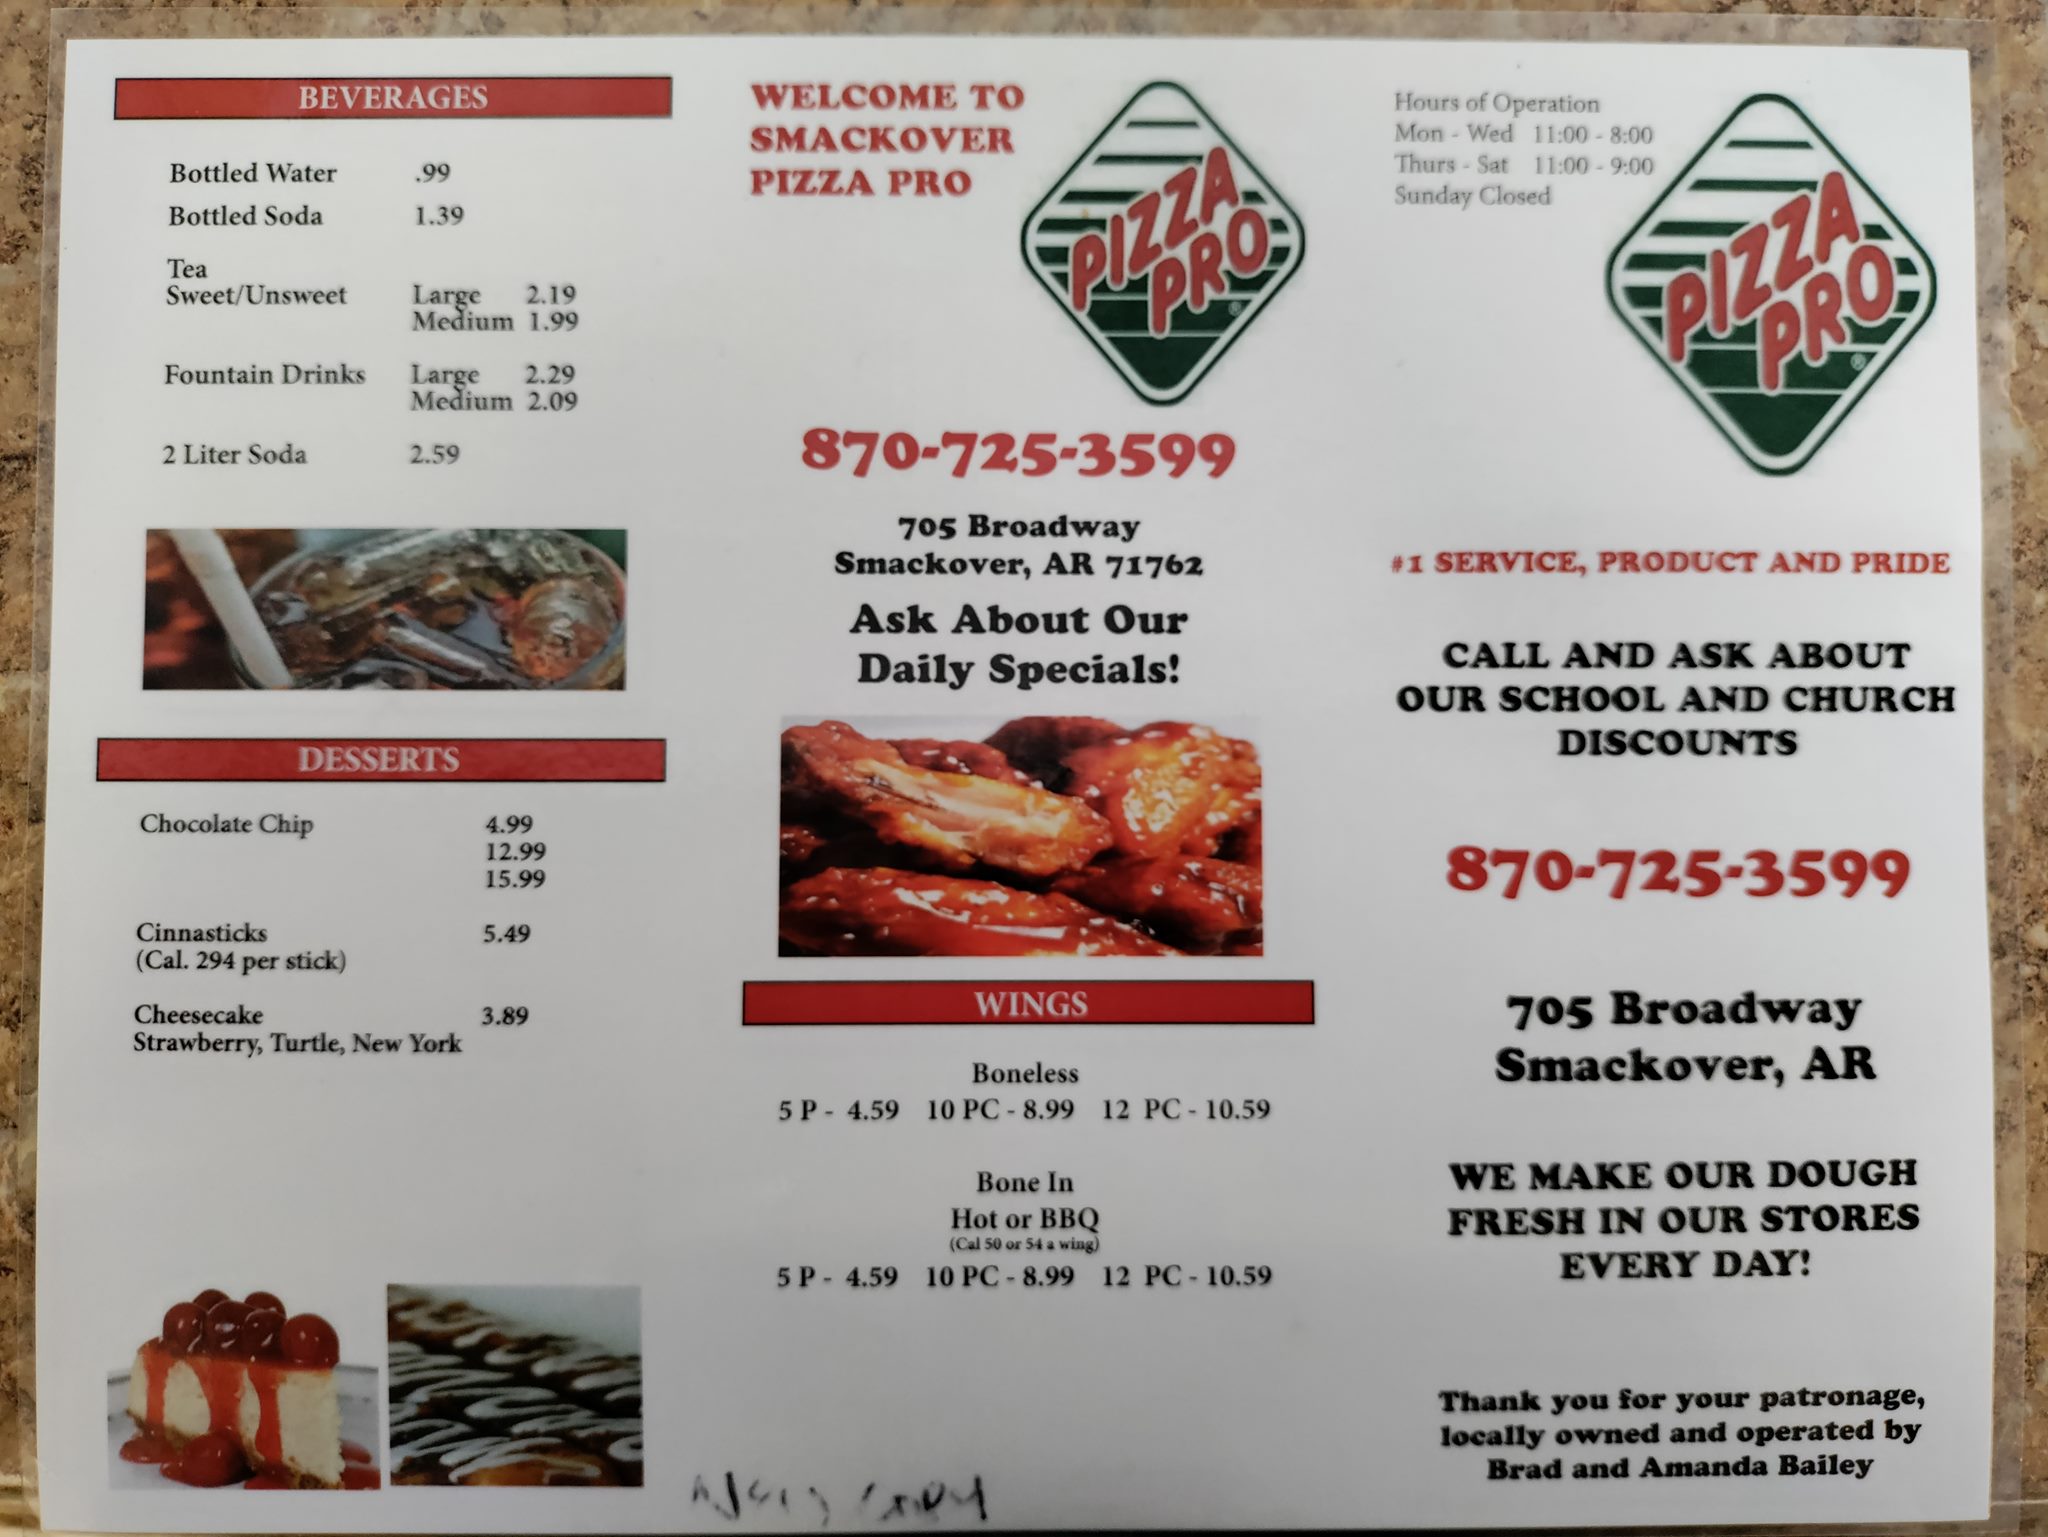 BEVERAGES
Bottled Water .99
Bottled Soda 1.39
Tea
Sweet/Unsweet Large 2.19
Medium 1.99
Fountain Drinks Large 2.29
Medium 2.09
2 Liter Soda 2.59
DESSERTS
Chocolate Chip 4.99
12.99
15.99
Cinnasticks 5.49
(Cal. 294 per stick)
Cheesecake 3.89
Strawberry, Turtle, New York
WELCOME TO
SMACKOVER
PIZZA PRO
PIZZA
PRO
®
870-725-3599
705 Broadway
Smackover, AR 71762
Ask About Our
Daily Specials!
WINGS
Boneless
5 P - 4.59 10 PC - 8.99 12 PC - 10.59
Bone In
Hot or BBQ
(Cal 50 or 54 a wing)
5 P - 4.59 10 PC - 8.99 12 PC - 10.59
Hours of Operation
Mon - Wed 11:00 - 8:00
Thurs - Sat 11:00 - 9:00
Sunday Closed
PIZZA
PRO
®
#1 SERVICE, PRODUCT AND PRIDE
CALL AND ASK ABOUT
OUR SCHOOL AND CHURCH
DISCOUNTS
870-725-3599
705 Broadway
Smackover, AR
WE MAKE OUR DOUGH
FRESH IN OUR STORES
EVERY DAY!
Thank you for your patronage,
locally owned and operated by
Brad and Amanda Bailey